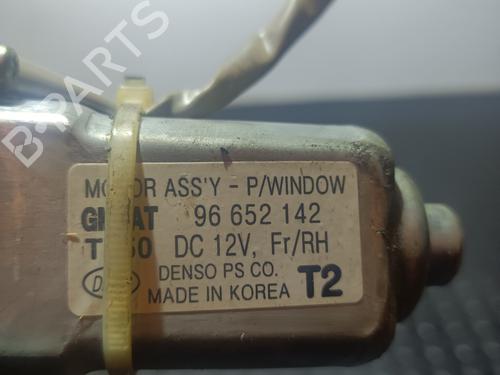 B-PARTS
MOTOR ASS'Y - P/WINDOW
96 652 142
DC 12V, Fr/RH
DENSO PS CO.
MADE IN KOREA T2